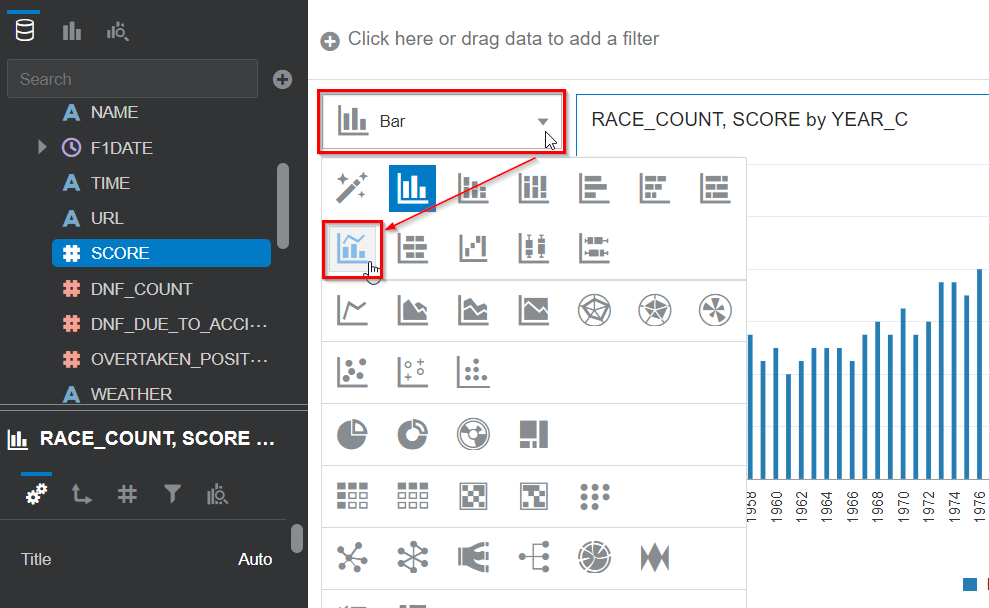 Search
NAME
F1DATE
TIME
URL
SCORE
DNF_COUNT
DNF_DUE_TO_ACCI...
OVERTAKEN_POSIT...
WEATHER
RACE_COUNT, SCORE ...
Title
Auto
Click here or drag data to add a filter
Bar
RACE_COUNT, SCORE by YEAR_C
1958
1960
1962
1964
1966
1968
1970
1972
1974
1976